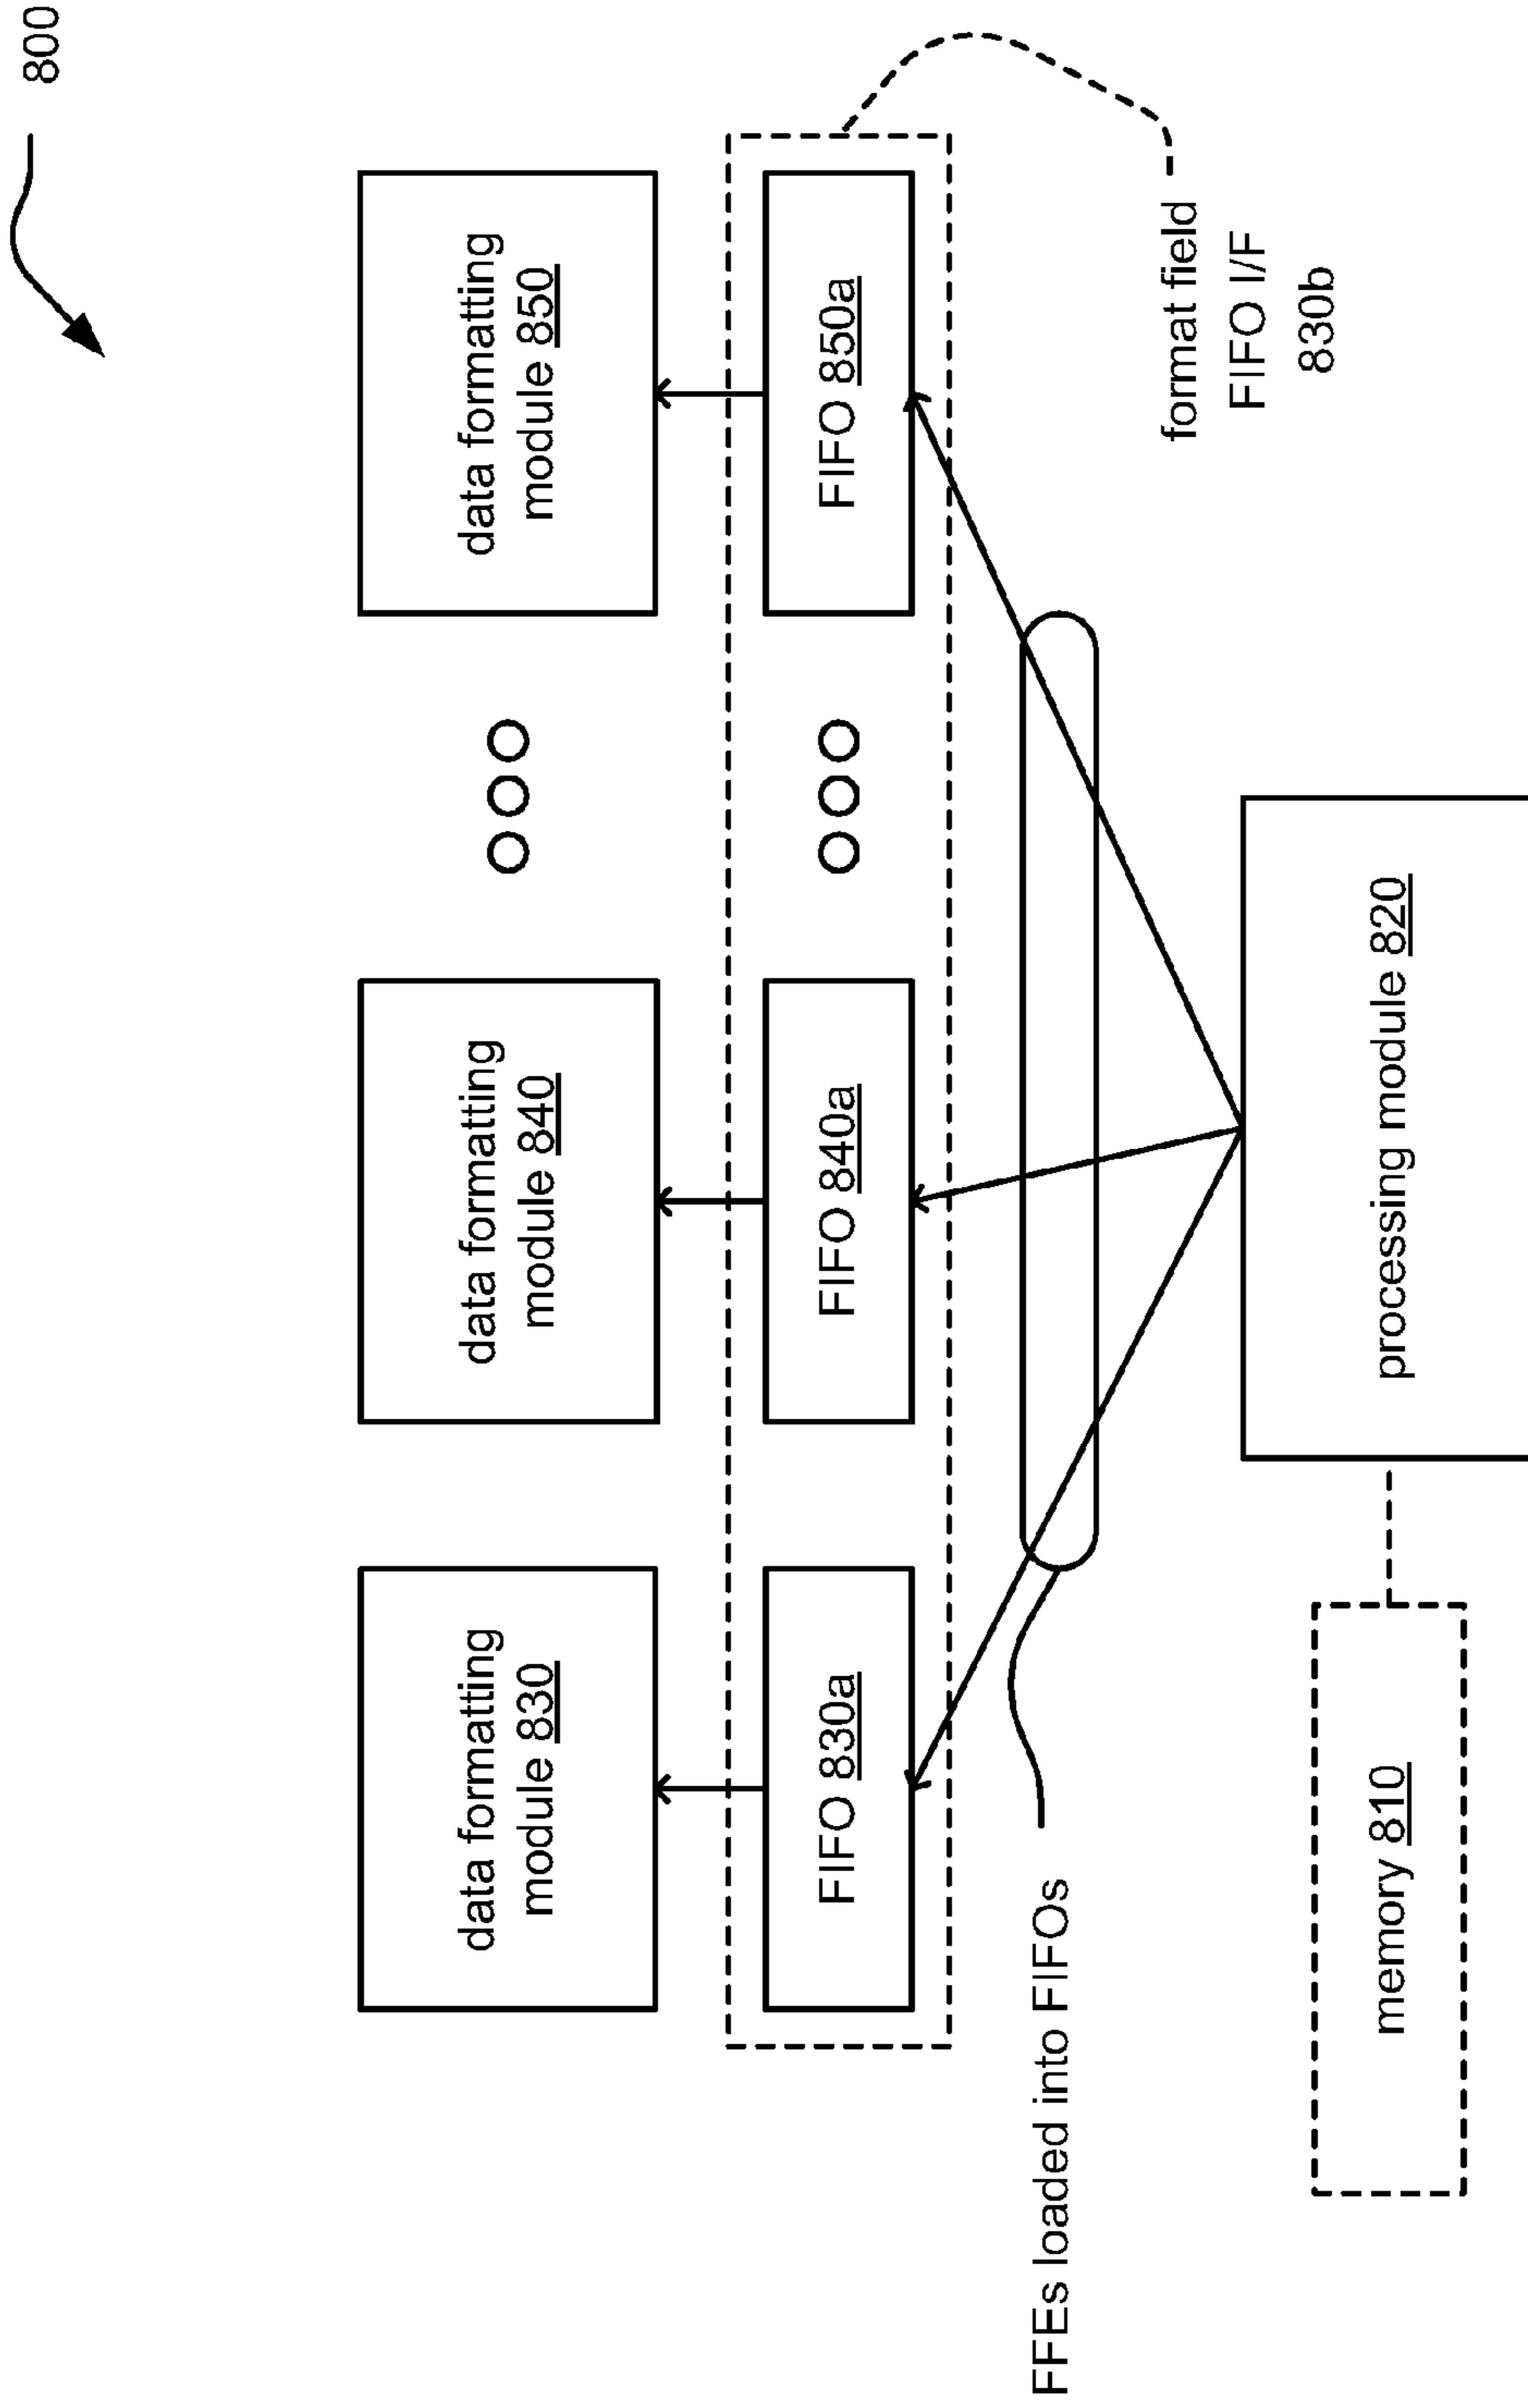 800
data formatting
module 830
data formatting
module 840
data formatting
module 850
FIFO 830a
FIFO 840a
FIFO 850a
format field
FIFO I/F
830b
FFEs loaded into FIFOs
memory 810
processing module 820